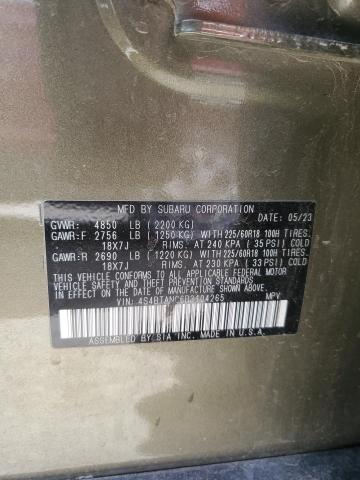 MFD. BY SUBARU CORPORATION DATE: 05/23
GVWR: 4850 LB (2200 KG)
GAWR:F 2756 LB (1250 KG) WITH 225/60R18 100H TIRES,
18X7J RIMS, AT 240 KPA (35 PSI) COLD
GAWR:R 2690 LB (1220 KG) WITH 225/60R18 100H TIRES,
18X7J RIMS, AT 230 KPA (33 PSI) COLD
THIS VEHICLE CONFORMS TO ALL APPLICABLE FEDERAL MOTOR
VEHICLE SAFETY AND THEFT PREVENTION STANDARDS IN
EFFECT ON THE DATE OF MANUFACTURE SHOWN ABOVE.
VIN: 4S4BTANC6P3104265 MPV
ASSEMBLED BY SIA INC. MADE IN U.S.A.